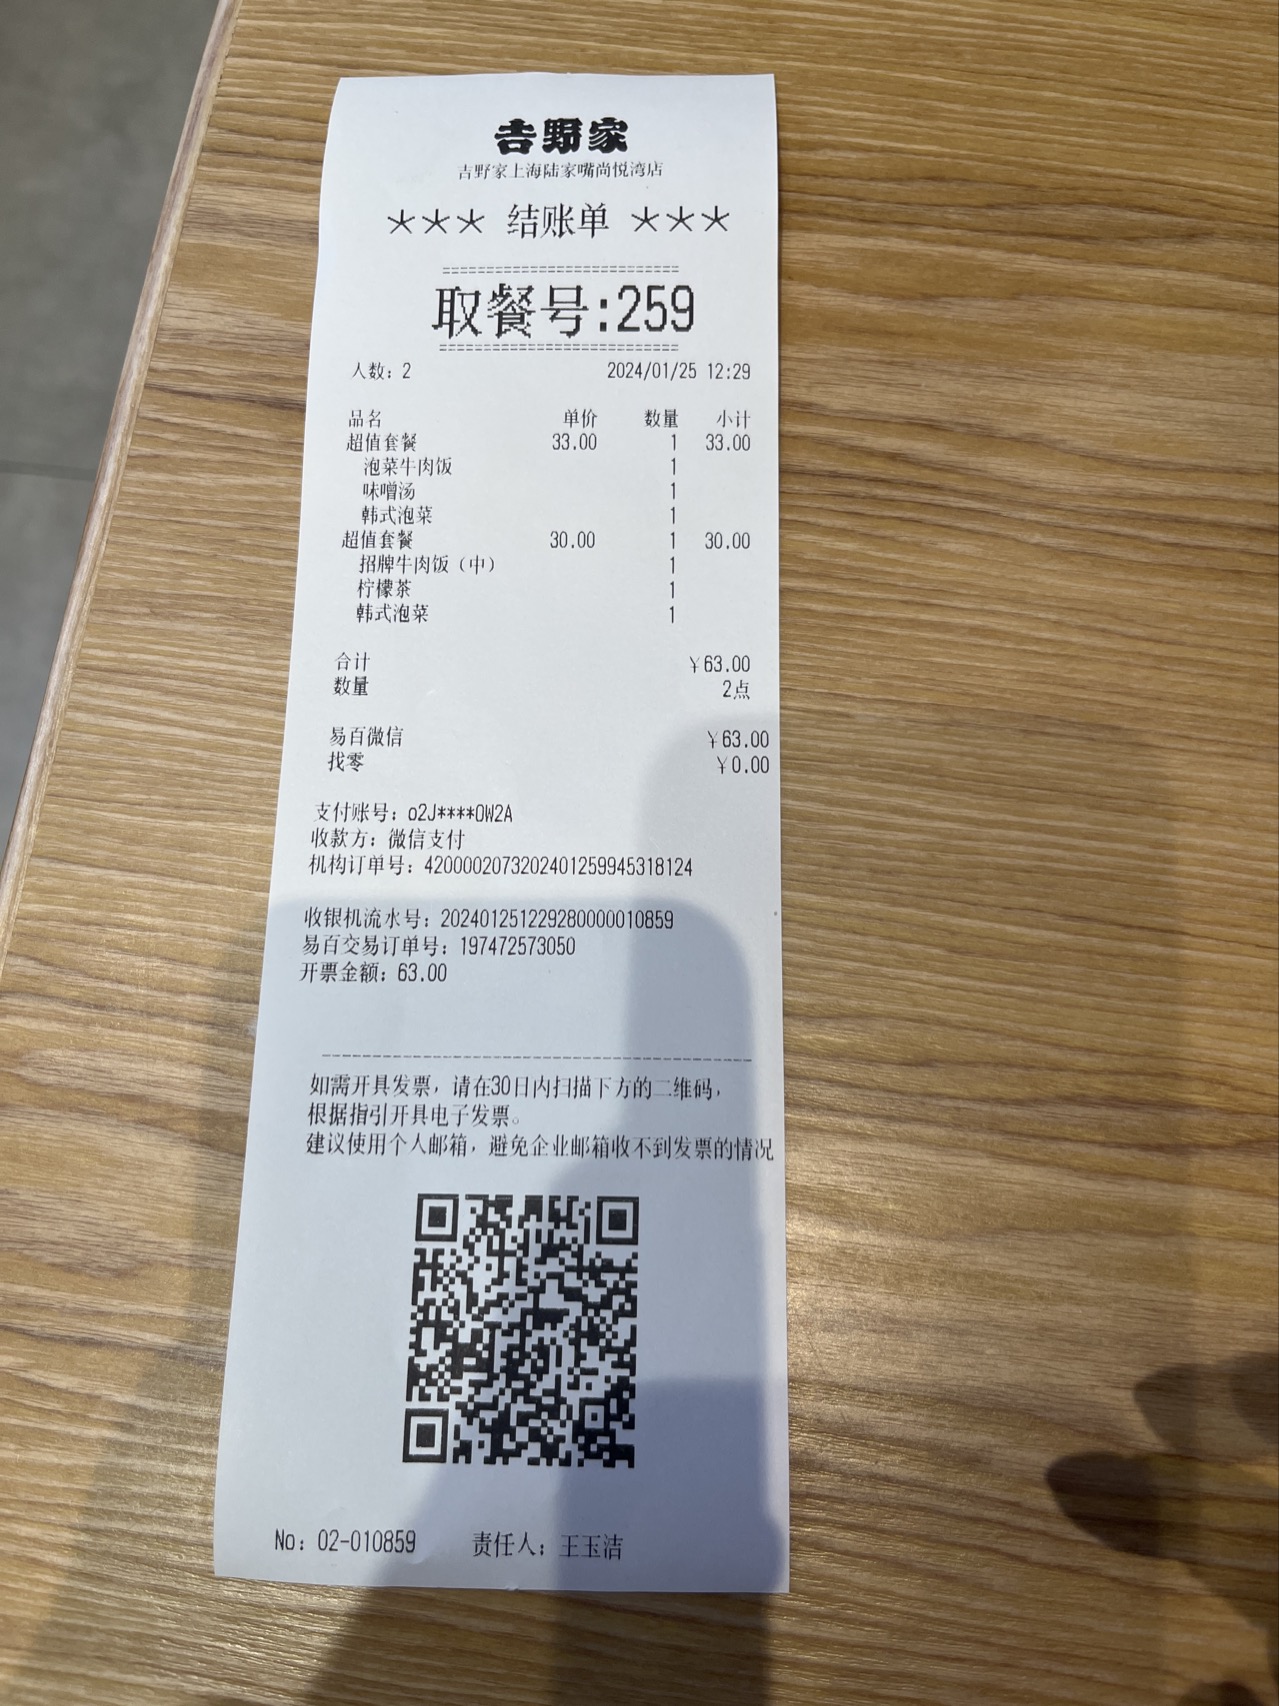 吉野家
吉野家上海陆家嘴尚悦湾店
*** 结账单 ***
==========================
取餐号:259
==========================
人数: 2 2024/01/25 12:29
品名 单价 数量 小计
超值套餐 33.00 1 33.00
泡菜牛肉饭 1
味噌汤 1
韩式泡菜 1
超值套餐 30.00 1 30.00
招牌牛肉饭（中） 1
柠檬茶 1
韩式泡菜 1
合计 ￥63.00
数量 2点
易百微信 ￥63.00
找零 ￥0.00
支付账号: o2J****OW2A
收款方: 微信支付
机构订单号: 4200002073202401259945318124
收银机流水号: 202401251229280000010859
易百交易订单号: 197472573050
开票金额: 63.00
如需开具发票，请在30日内扫描下方的二维码，
根据指引开具电子发票。
建议使用个人邮箱，避免企业邮箱收不到发票的情况
No: 02-010859 责任人: 王玉洁